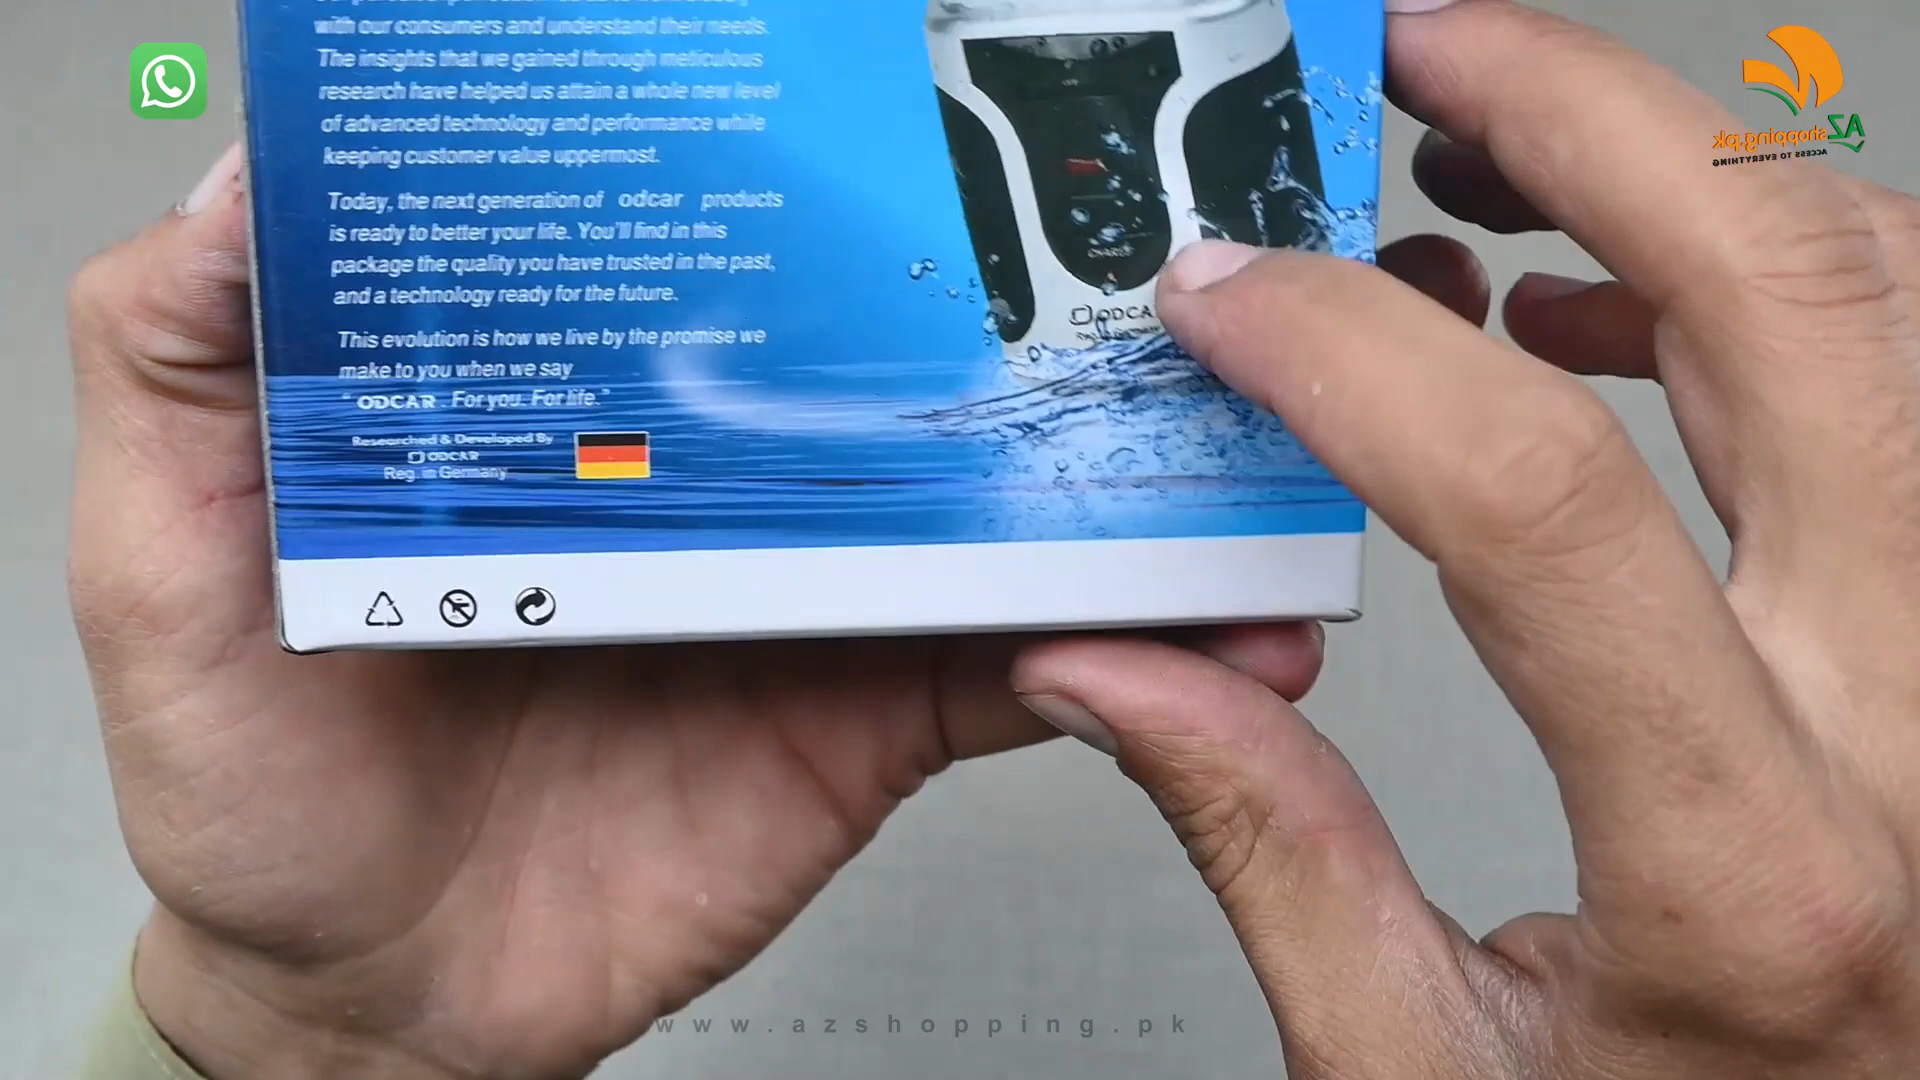 with our consumers and understand their needs.
The insights that we gained through meticulous
research have helped us attain a whole new level
of advanced technology and performance while
keeping customer value uppermost.
Today, the next generation of odcar products
is ready to better your life. You'll find in this
package the quality you have trusted in the past,
and a technology ready for the future.
This evolution is how we live by the promise we
make to you when we say
" ODCAR . For you. For life."
Researched & Developed By
ODCAR
Reg. in Germany
CHARGE
ODCA
AZ
shopping.pk
ACCESS TO EVERYTHING
www.azshopping.pk